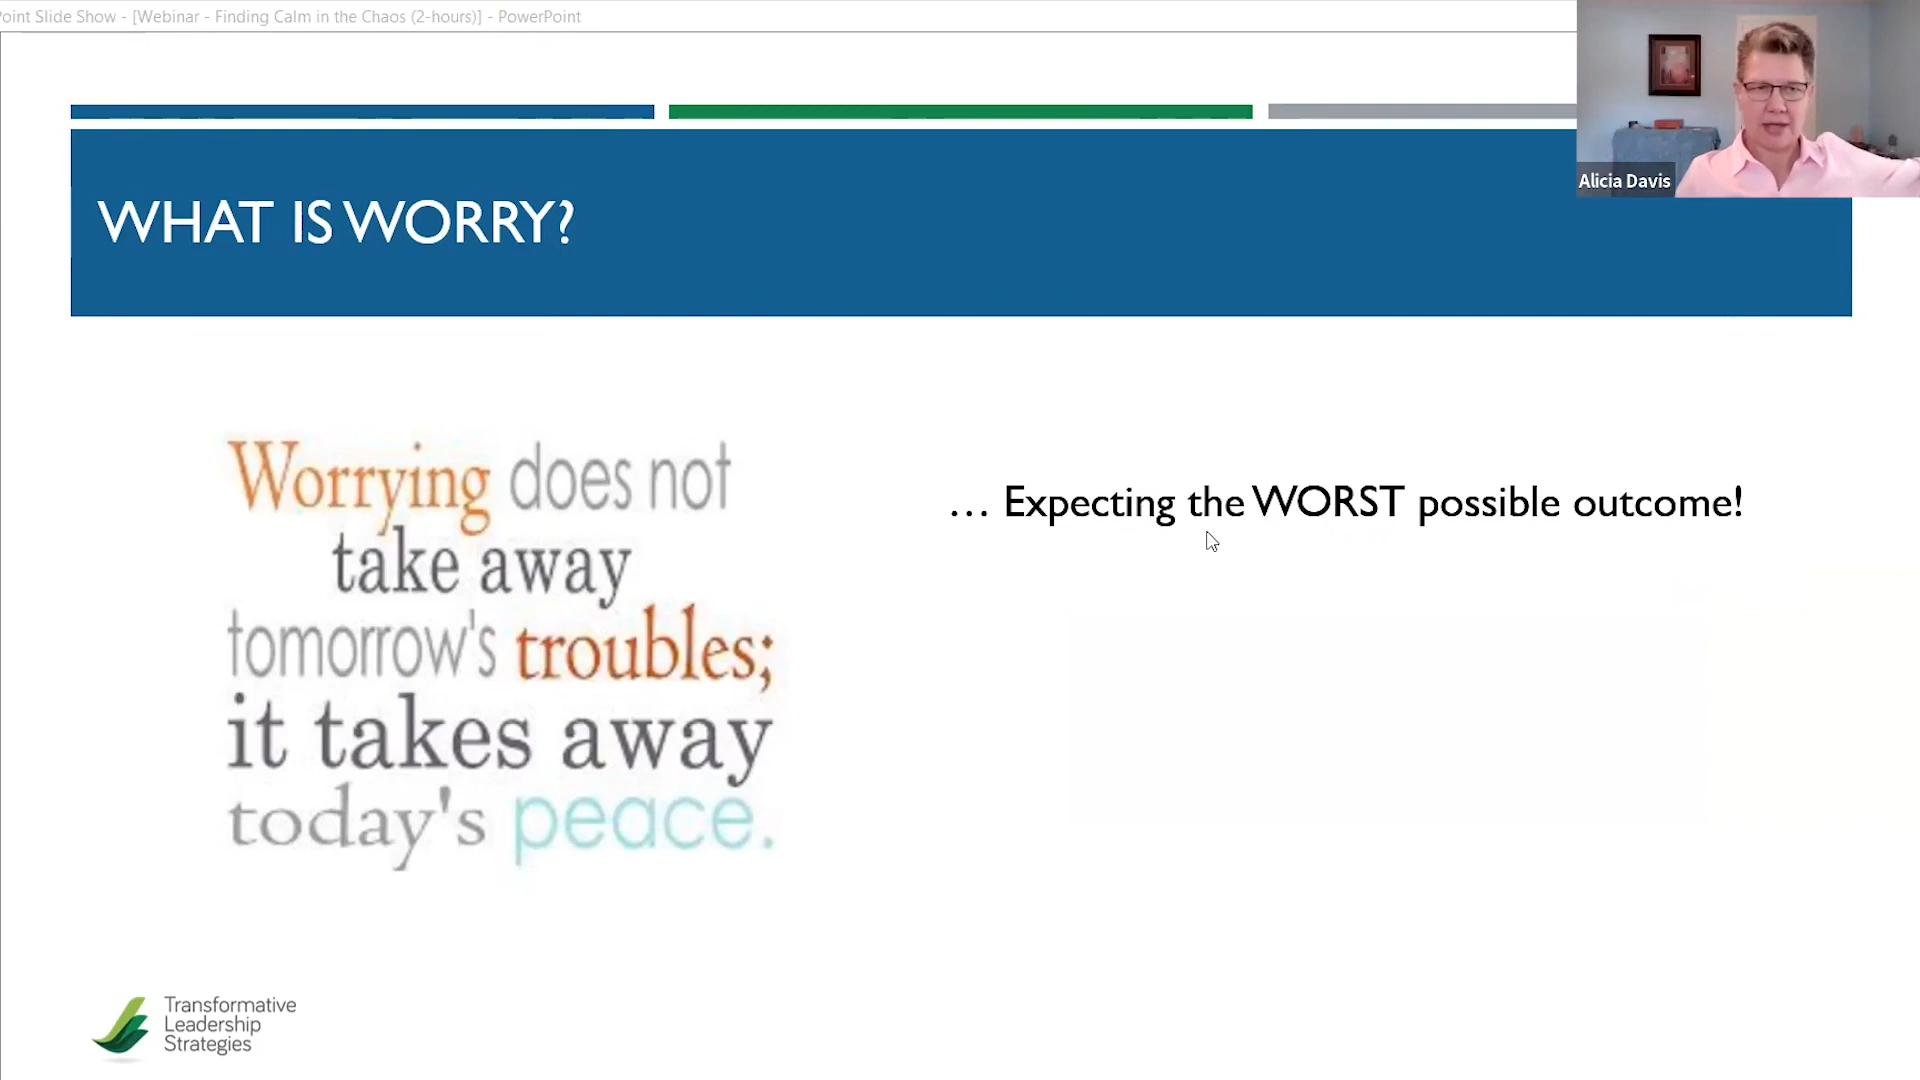 Point Slide Show - [Webinar - Finding Calm in the Chaos (2-hours)] - PowerPoint
Alicia Davis
WHAT IS WORRY?
Worrying does not
take away
tomorrow's troubles;
it takes away
today's peace.
... Expecting the WORST possible outcome!
Transformative
Leadership
Strategies